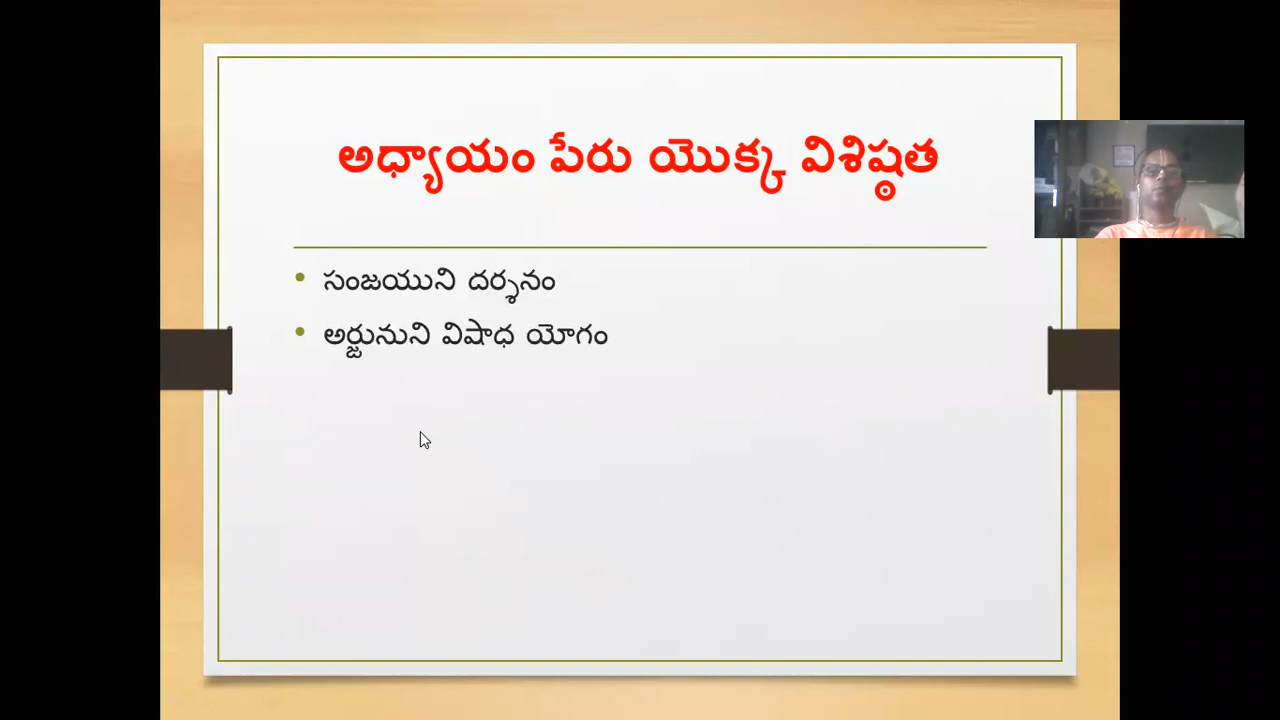 అధ్యాయం పేరు యొక్క విశిష్ఠత
• సంజయుని దర్శనం
• అర్జునుని విషాధ యోగం